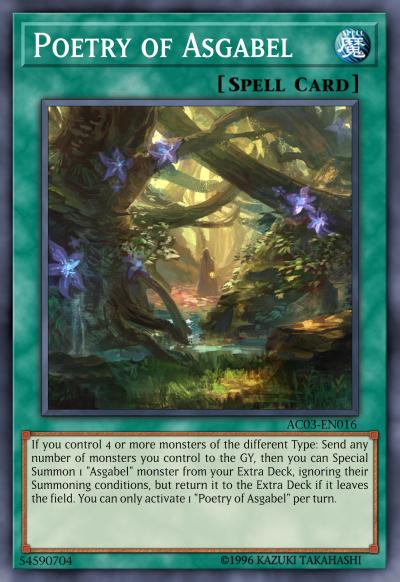 Poetry of Asgabel
SPELL
魔
[Spell Card]
AC03-EN016
If you control 4 or more monsters of the different Type: Send any
number of monsters you control to the GY, then you can Special
Summon 1 "Asgabel" monster from your Extra Deck, ignoring their
Summoning conditions, but return it to the Extra Deck if it leaves
the field. You can only activate 1 "Poetry of Asgabel" per turn.
54590704
©1996 KAZUKI TAKAHASHI